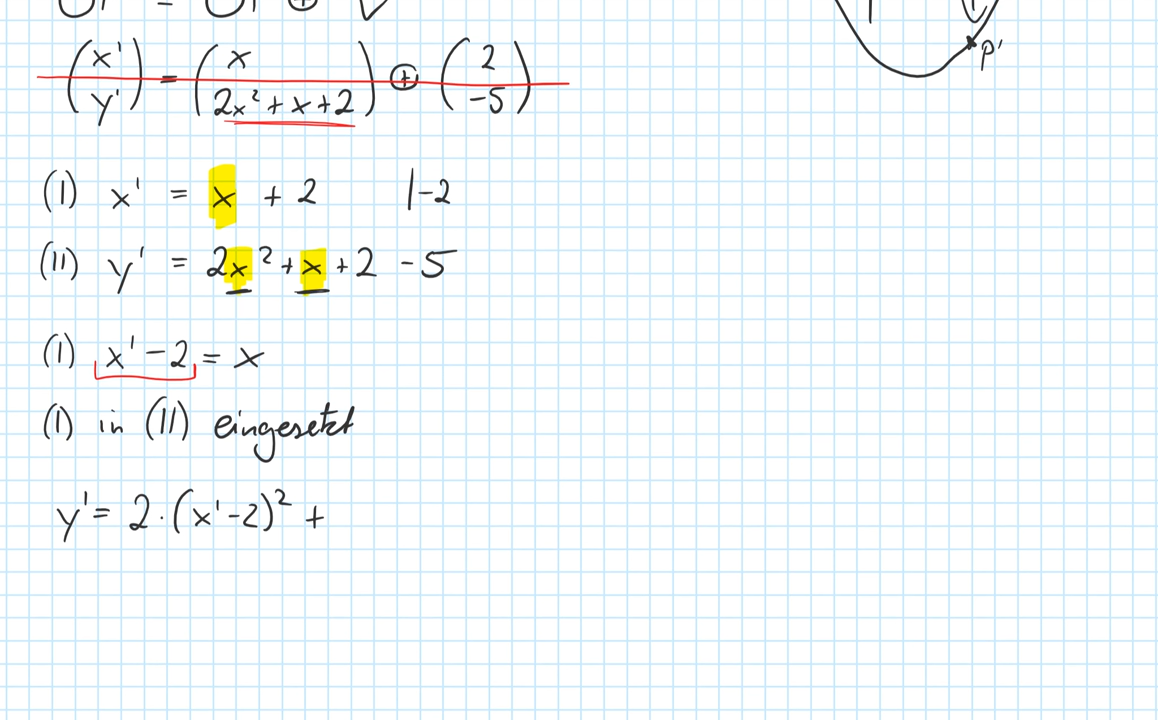 (x' y') = (x 2x²+x+2) ⊕ (2 -5)
P'
(I) x' = x + 2 |-2
(II) y' = 2x²+x+2 -5
(I) x'-2 = x
(I) in (II) eingesetzt
y' = 2·(x'-2)² +